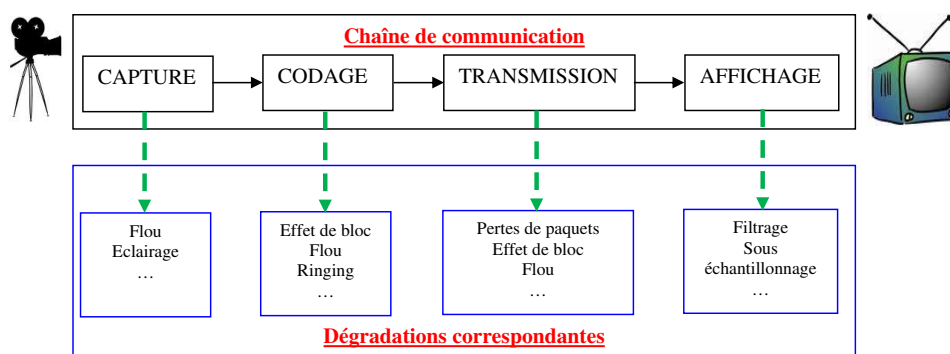 Chaîne de communication
CAPTURE
CODAGE
TRANSMISSION
AFFICHAGE
Flou
Eclairage
…
Effet de bloc
Flou
Ringing
…
Pertes de paquets
Effet de bloc
Flou
…
Filtrage
Sous
échantillonnage
…
Dégradations correspondantes